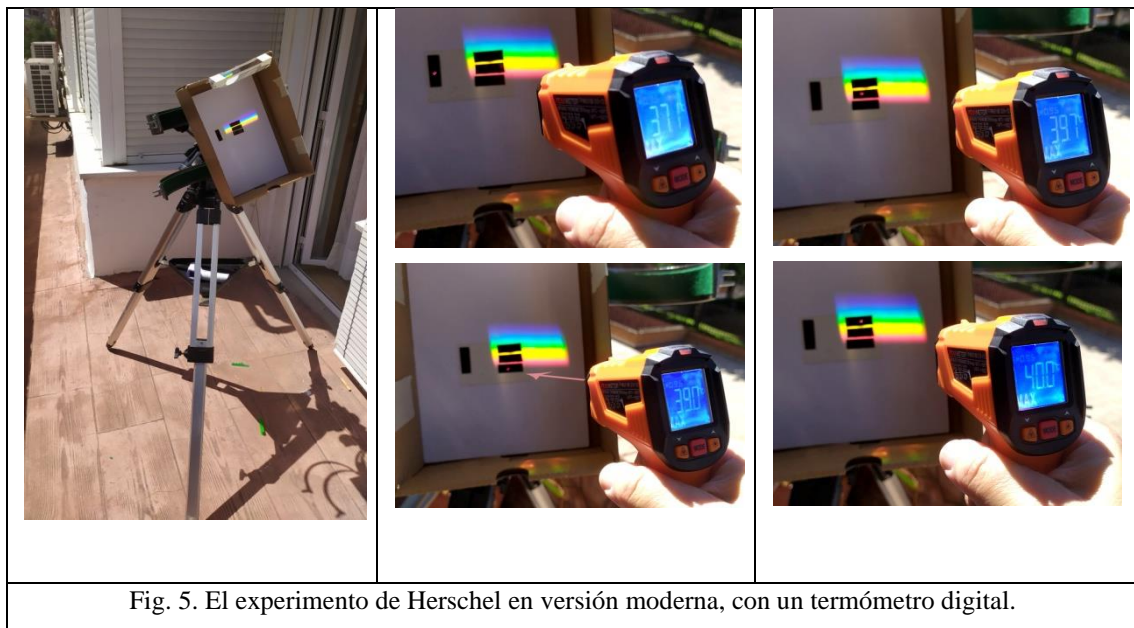 37.1
39.7
MAX
39.0
40.0
MAX
Fig. 5. El experimento de Herschel en versión moderna, con un termómetro digital.